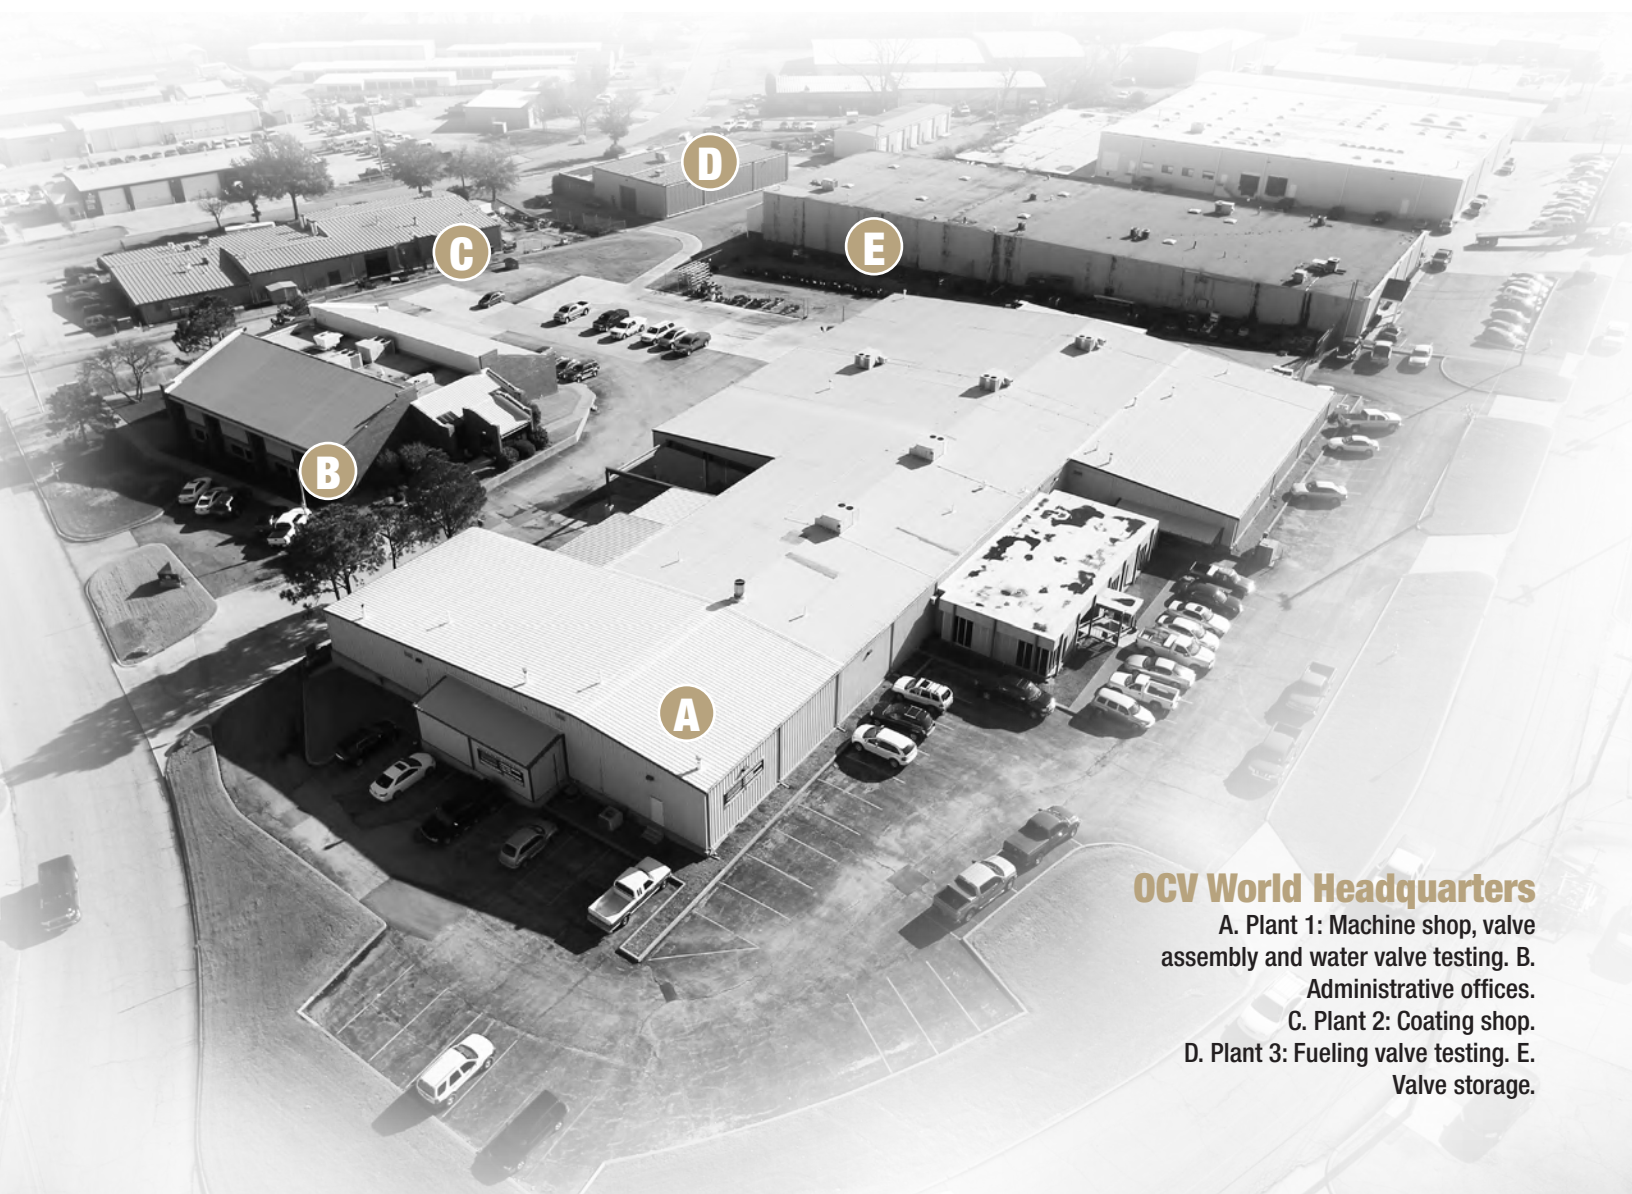 D
C
E
B
A
OCV World Headquarters
A. Plant 1: Machine shop, valve
assembly and water valve testing. B.
Administrative offices.
C. Plant 2: Coating shop.
D. Plant 3: Fueling valve testing. E.
Valve storage.